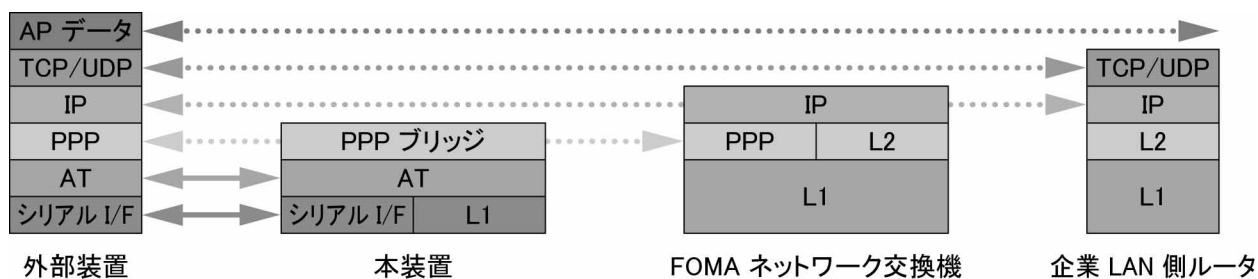 AP データ
TCP/UDP
IP
PPP
AT
シリアル I/F
外部装置
PPP ブリッジ
AT
シリアル I/F
L1
本装置
IP
PPP
L2
L1
FOMA ネットワーク交換機
TCP/UDP
IP
L2
L1
企業 LAN 側ルータ